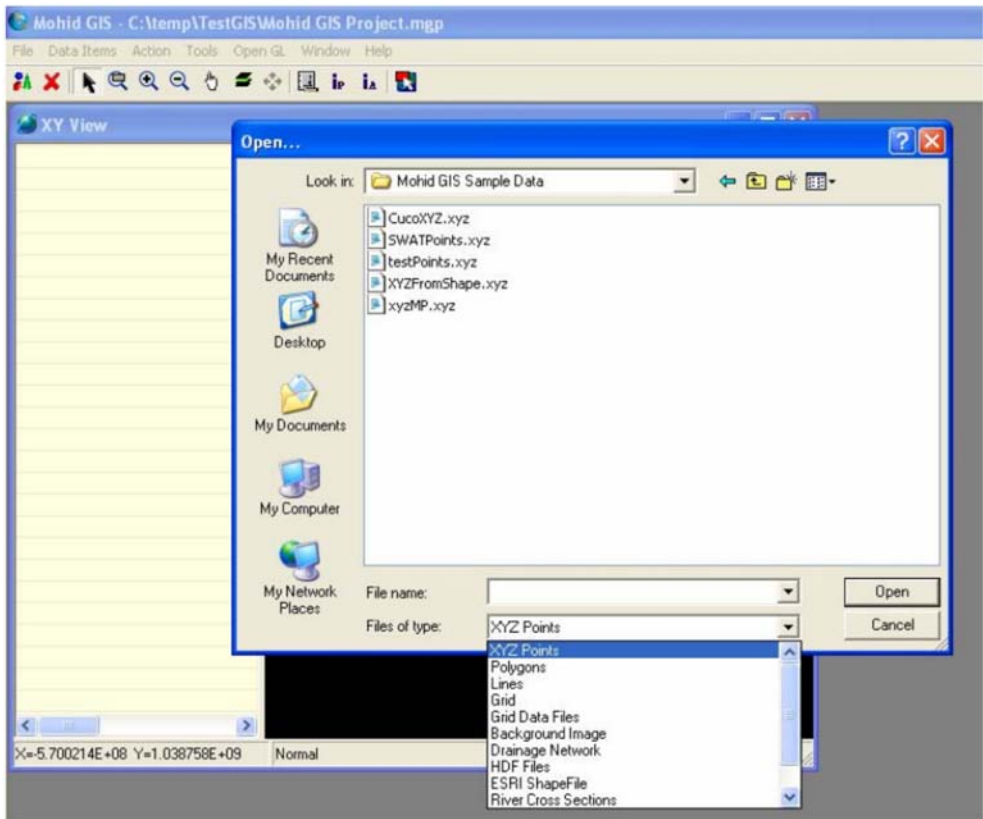 Mohid GIS - C:\temp\TestGIS\Mohid GIS Project.mgp
File Data Items Action Tools Open GL Window Help
XY View
Open...
Look in: Mohid GIS Sample Data
My Recent Documents
Desktop
My Documents
My Computer
My Network Places
CucoXYZ.xyz
SWATPoints.xyz
testPoints.xyz
XYZFromShape.xyz
xyzMP.xyz
File name:
Open
Files of type: XYZ Points
Cancel
XYZ Points
Polygons
Lines
Grid
Grid Data Files
Background Image
Drainage Network
HDF Files
ESRI ShapeFile
River Cross Sections
X=-5.700214E+08 Y=1.038758E+09 Normal